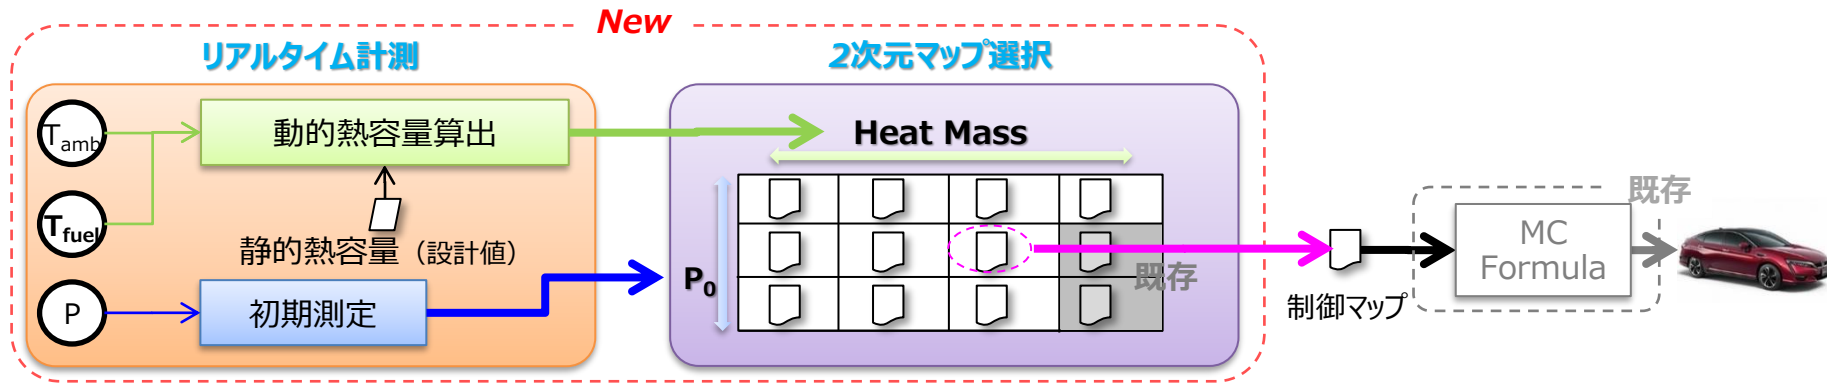 New
リアルタイム計測
2次元マップ選択
Tamb
動的熱容量算出
Heat Mass
Tfuel
静的熱容量（設計値）
P
初期測定
P0
既存
制御マップ
既存
MC
Formula